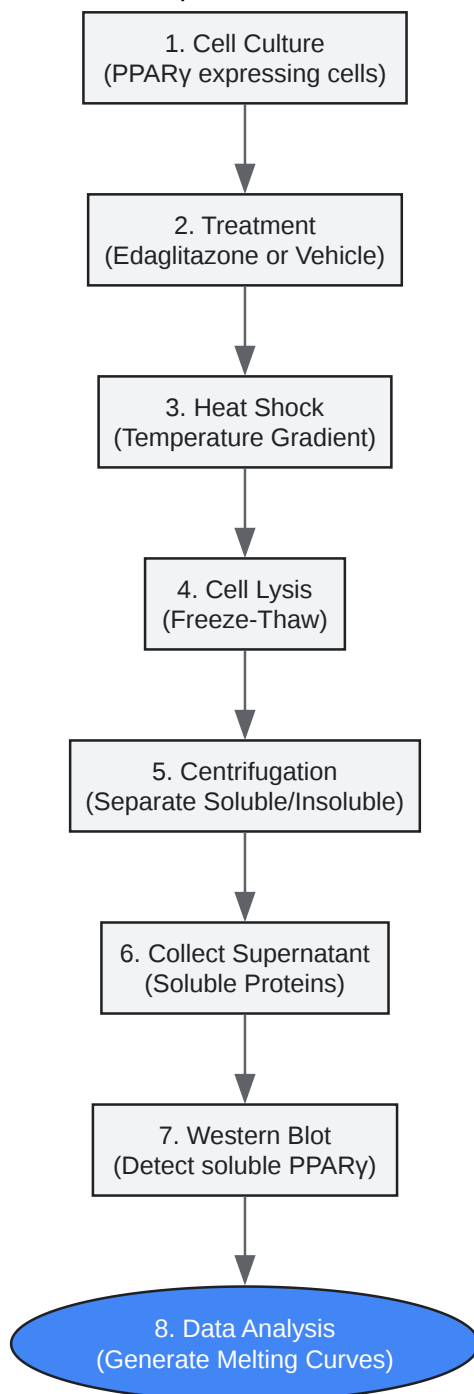 1. Cell Culture
(PPARγ expressing cells)
2. Treatment
(Edaglitazone or Vehicle)
3. Heat Shock
(Temperature Gradient)
4. Cell Lysis
(Freeze-Thaw)
5. Centrifugation
(Separate Soluble/Insoluble)
6. Collect Supernatant
(Soluble Proteins)
7. Western Blot
(Detect soluble PPARγ)
8. Data Analysis
(Generate Melting Curves)